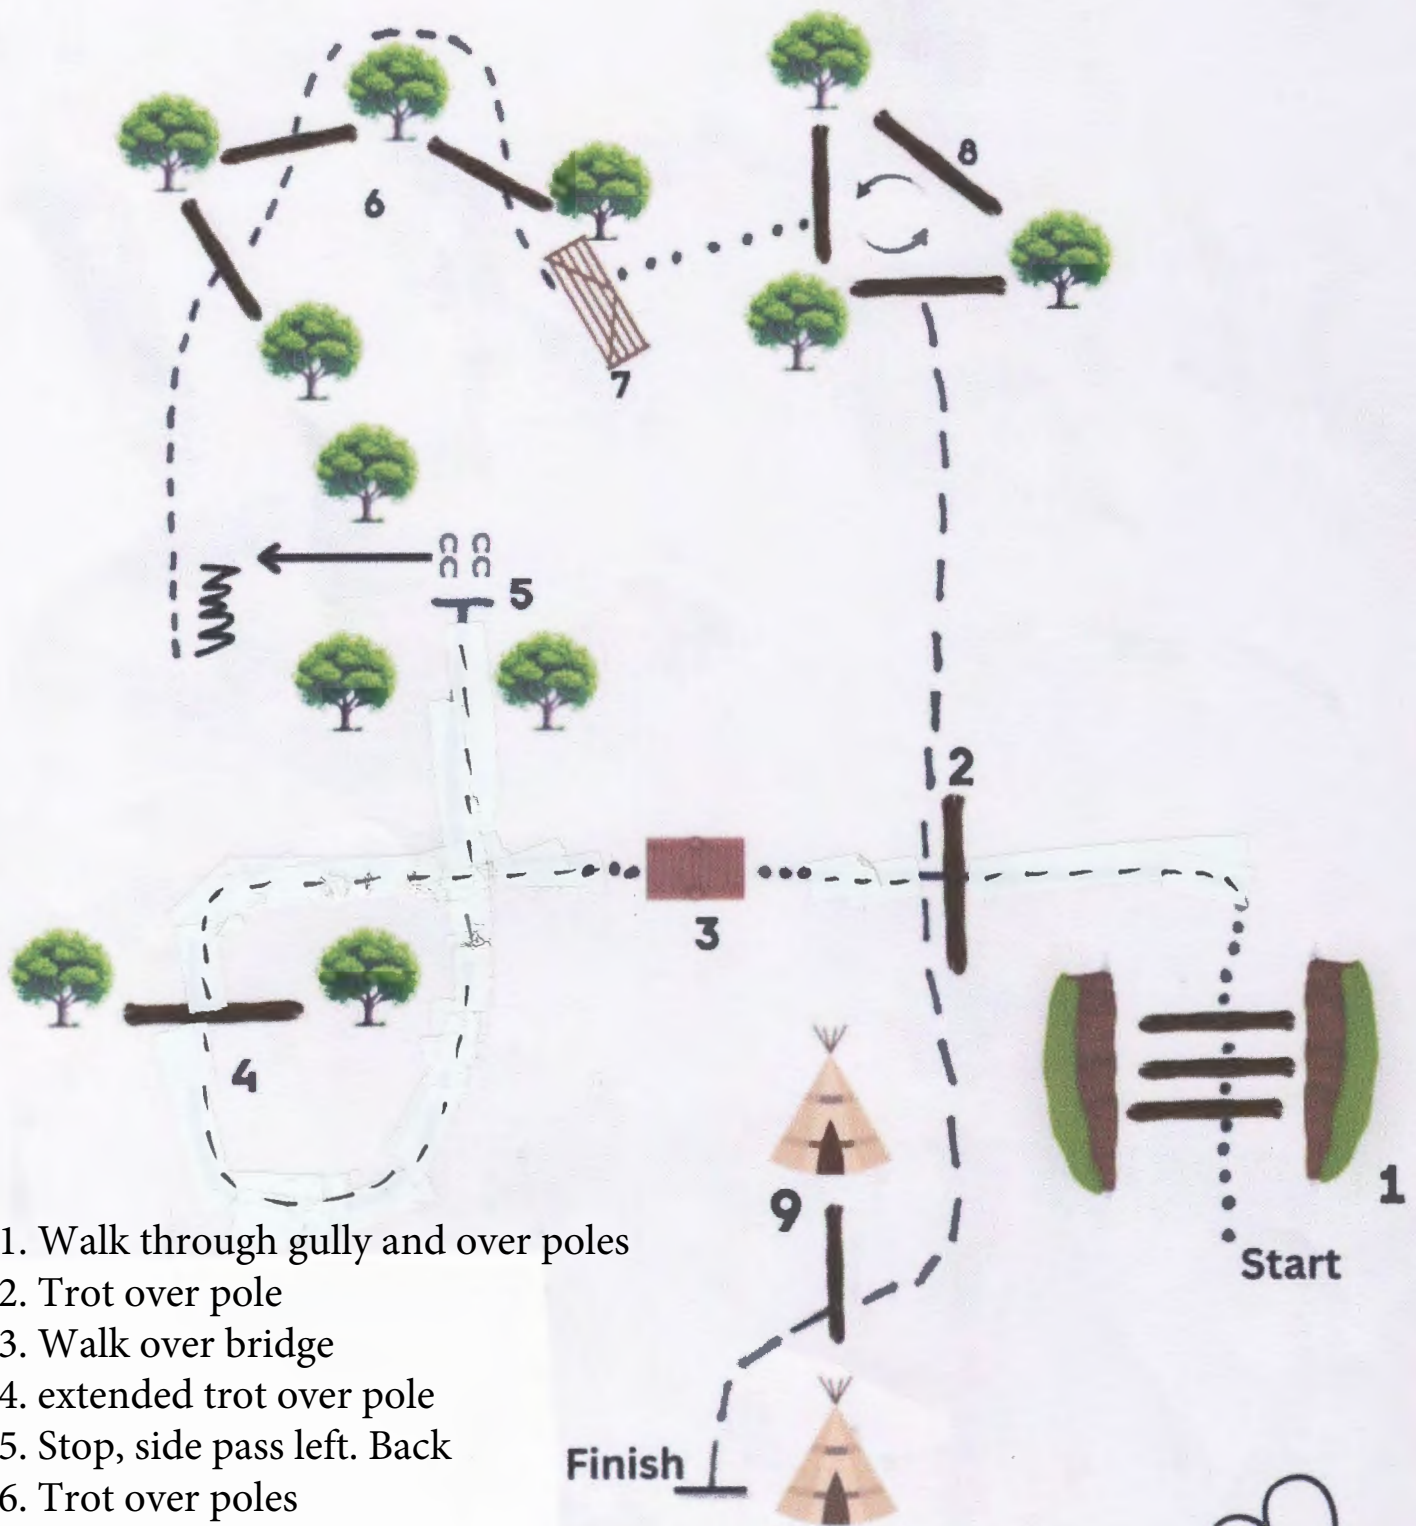 6
8
7
5
2
3
4
9
1
Start
Finish
1. Walk through gully and over poles
2. Trot over pole
3. Walk over bridge
4. extended trot over pole
5. Stop, side pass left. Back
6. Trot over poles